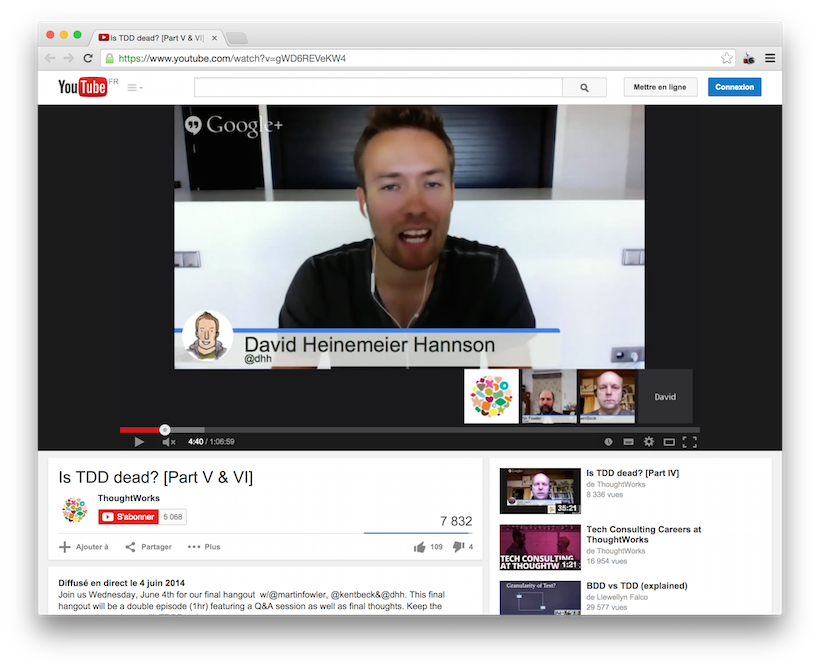 Is TDD dead? [Part V & VI]
https://www.youtube.com/watch?v=gWD6REVeKW4
YouTube FR
Mettre en ligne
Connexion
Google+
David Heinemeier Hannson
@dhh
David
4:40 / 1:06:59
Is TDD dead? [Part V & VI]
ThoughtWorks
S'abonner 5 068
7 832
Ajouter à Partager Plus 109 4
Diffusé en direct le 4 juin 2014
Join us Wednesday, June 4th for our final hangout w/@martinfowler, @kentbeck&@dhh. This final
hangout will be a double episode (1hr) featuring a Q&A session as well as final thoughts. Keep the
35:21
Is TDD dead? [Part IV]
de ThoughtWorks
8 336 vues
TECH CONSULTING
AT THOUGHTW
1:21
Tech Consulting Careers at
ThoughtWorks
de ThoughtWorks
16 954 vues
Granularity of Test?
BDD vs TDD (explained)
de Llewellyn Falco
29 577 vues